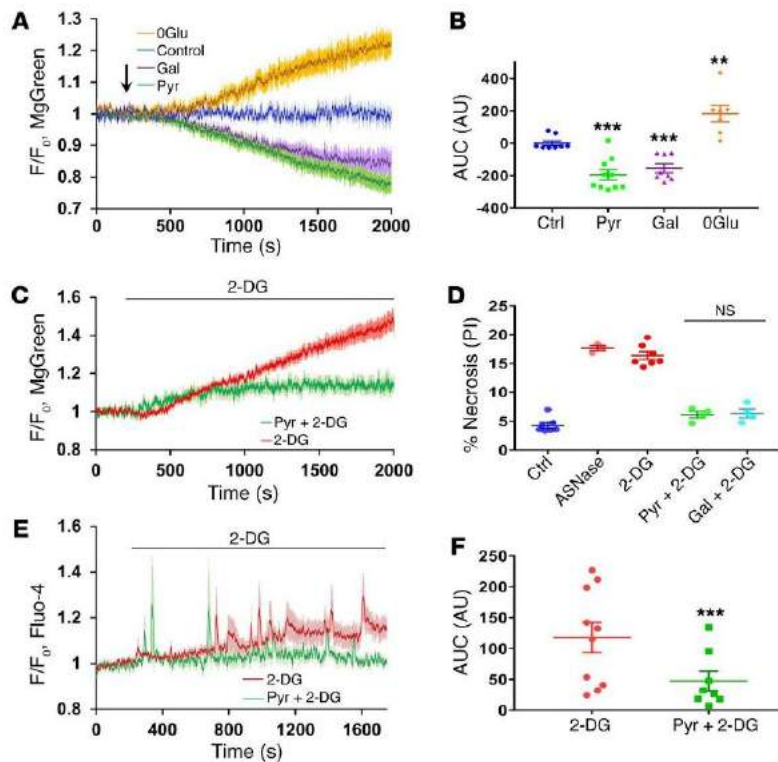 A
F/F0, MgGreen
1.3
1.2
1.1
1
0.9
0.8
0.7
0Glu
Control
Gal
Pyr
0
500
1000
1500
2000
Time (s)
B
AUC (AU)
400
200
0
-200
-400
***
***
**
Ctrl
Pyr
Gal
0Glu
C
2-DG
F/F0, MgGreen
1.6
1.4
1.2
1
0.8
Pyr + 2-DG
2-DG
0
500
1000
1500
2000
Time (s)
D
NS
% Necrosis (PI)
25
20
15
10
5
0
Ctrl
ASNase
2-DG
Pyr + 2-DG
Gal + 2-DG
E
2-DG
F/F0, Fluo-4
1.6
1.4
1.2
1
0.8
2-DG
Pyr + 2-DG
0
400
800
1200
1600
Time (s)
F
AUC (AU)
250
200
150
100
50
0
***
2-DG
Pyr + 2-DG